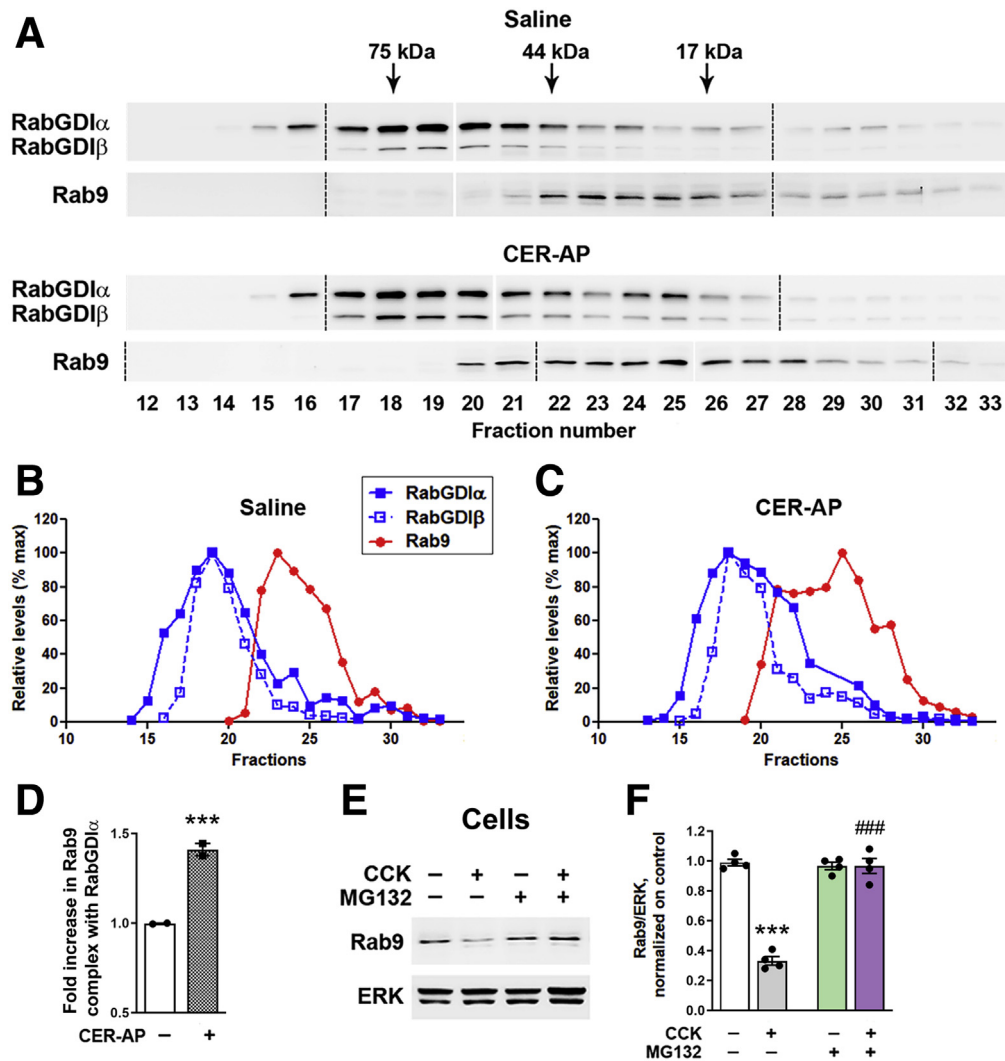 A
Saline
75 kDa 44 kDa 17 kDa
RabGDIα
RabGDIβ
Rab9
CER-AP
RabGDIα
RabGDIβ
Rab9
12 13 14 15 16 17 18 19 20 21 22 23 24 25 26 27 28 29 30 31 32 33
Fraction number
B
Saline
RabGDIα
RabGDIβ
Rab9
Relative levels (% max)
120
100
80
60
40
20
0
10 15 20 25 30
Fractions
C
CER-AP
Relative levels (% max)
120
100
80
60
40
20
0
10 15 20 25 30
Fractions
D
Fold increase in Rab9
complex with RabGDIα
1.5
1.0
0.5
***
CER-AP – +
E
Cells
CCK – + – +
MG132 – – + +
Rab9
ERK
F
Rab9/ERK,
normalized on control
1.2
1.0
0.8
0.6
0.4
0.2
0.0
***
###
CCK – + – +
MG132 – – + +